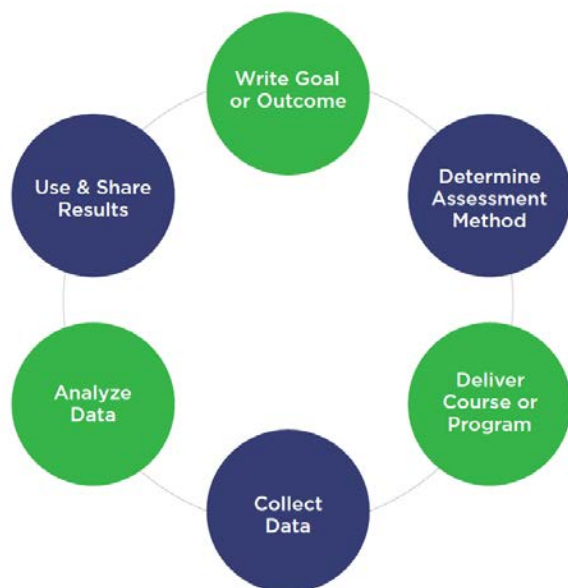 Write Goal
or Outcome
Determine
Assessment
Method
Deliver
Course or
Program
Collect
Data
Analyze
Data
Use & Share
Results